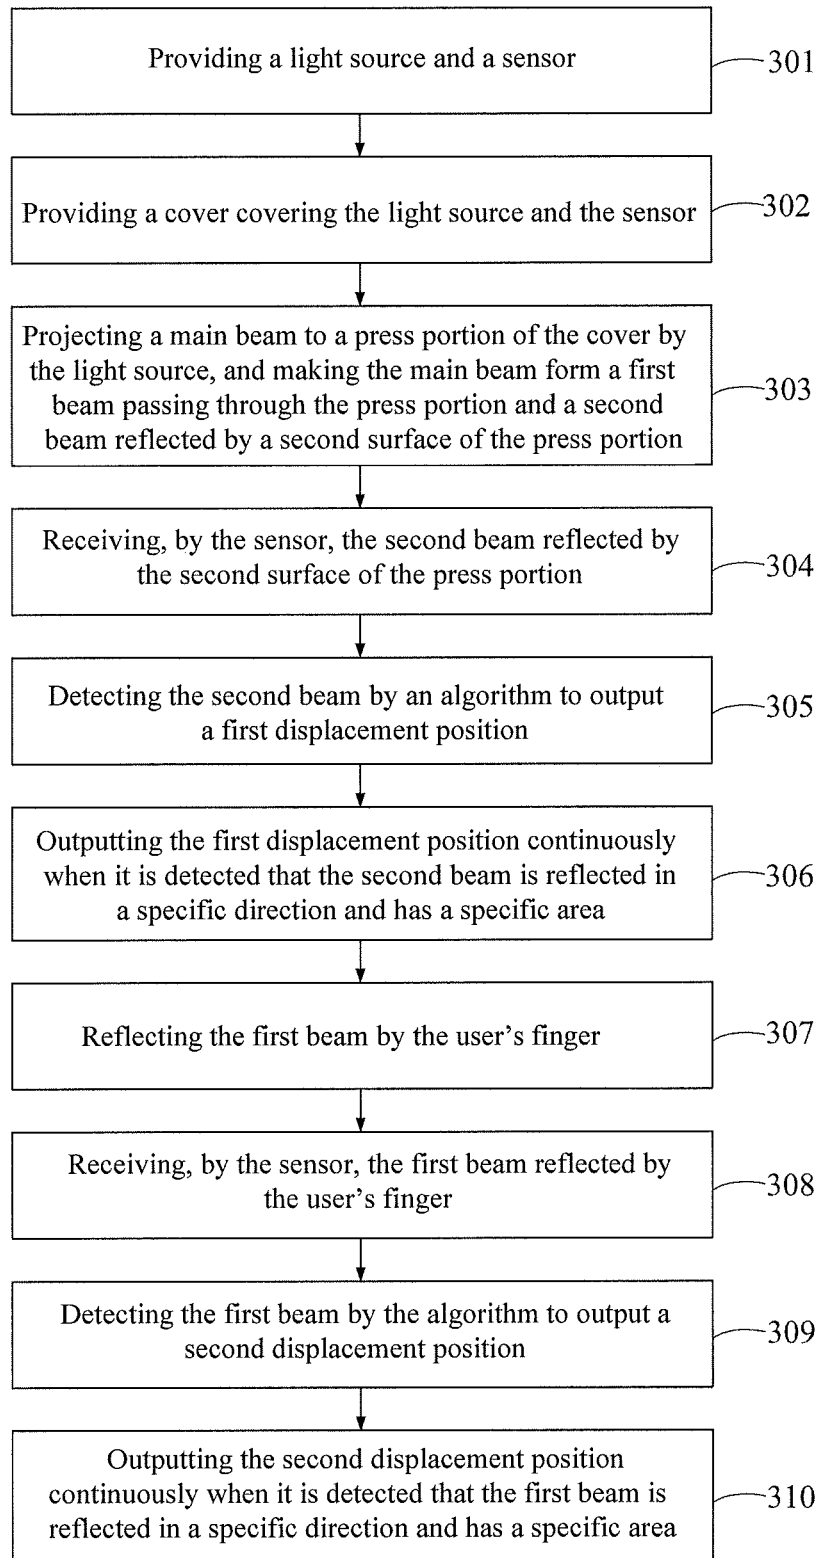 Providing a light source and a sensor
301
Providing a cover covering the light source and the sensor
302
Projecting a main beam to a press portion of the cover by
the light source, and making the main beam form a first
beam passing through the press portion and a second
beam reflected by a second surface of the press portion
303
Receiving, by the sensor, the second beam reflected by
the second surface of the press portion
304
Detecting the second beam by an algorithm to output
a first displacement position
305
Outputting the first displacement position continuously
when it is detected that the second beam is reflected in
a specific direction and has a specific area
306
Reflecting the first beam by the user's finger
307
Receiving, by the sensor, the first beam reflected by
the user's finger
308
Detecting the first beam by the algorithm to output a
second displacement position
309
Outputting the second displacement position
continuously when it is detected that the first beam is
reflected in a specific direction and has a specific area
310